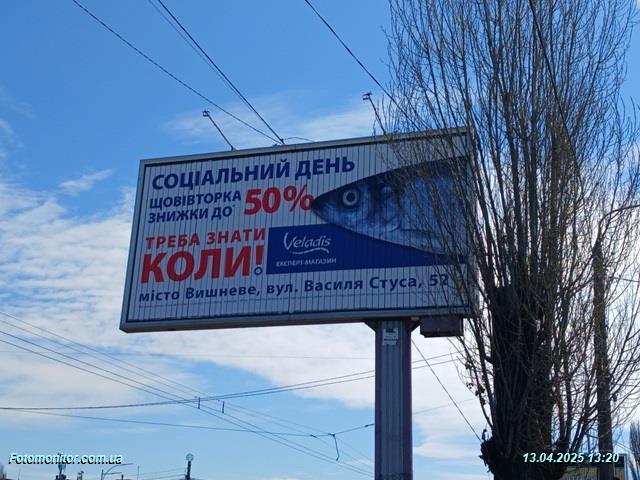 СОЦІАЛЬНИЙ ДЕНЬ
ЩОВІВТОРКА
ЗНИЖКИ ДО 50%
ТРЕБА ЗНАТИ
КОЛИ!
Veladis
ЕКСПЕРТ-МАГАЗИН
місто Вишневе, вул. Василя Стуса, 52
Fotomonitor.com.ua
13.04.2025 13:20